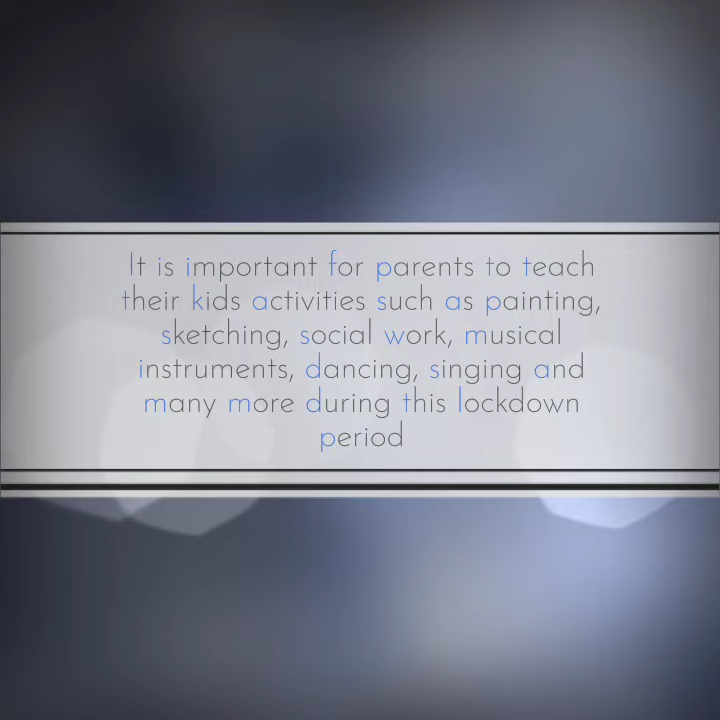 It is important for parents to teach
their kids activities such as painting,
sketching, social work, musical
instruments, dancing, singing and
many more during this lockdown
period